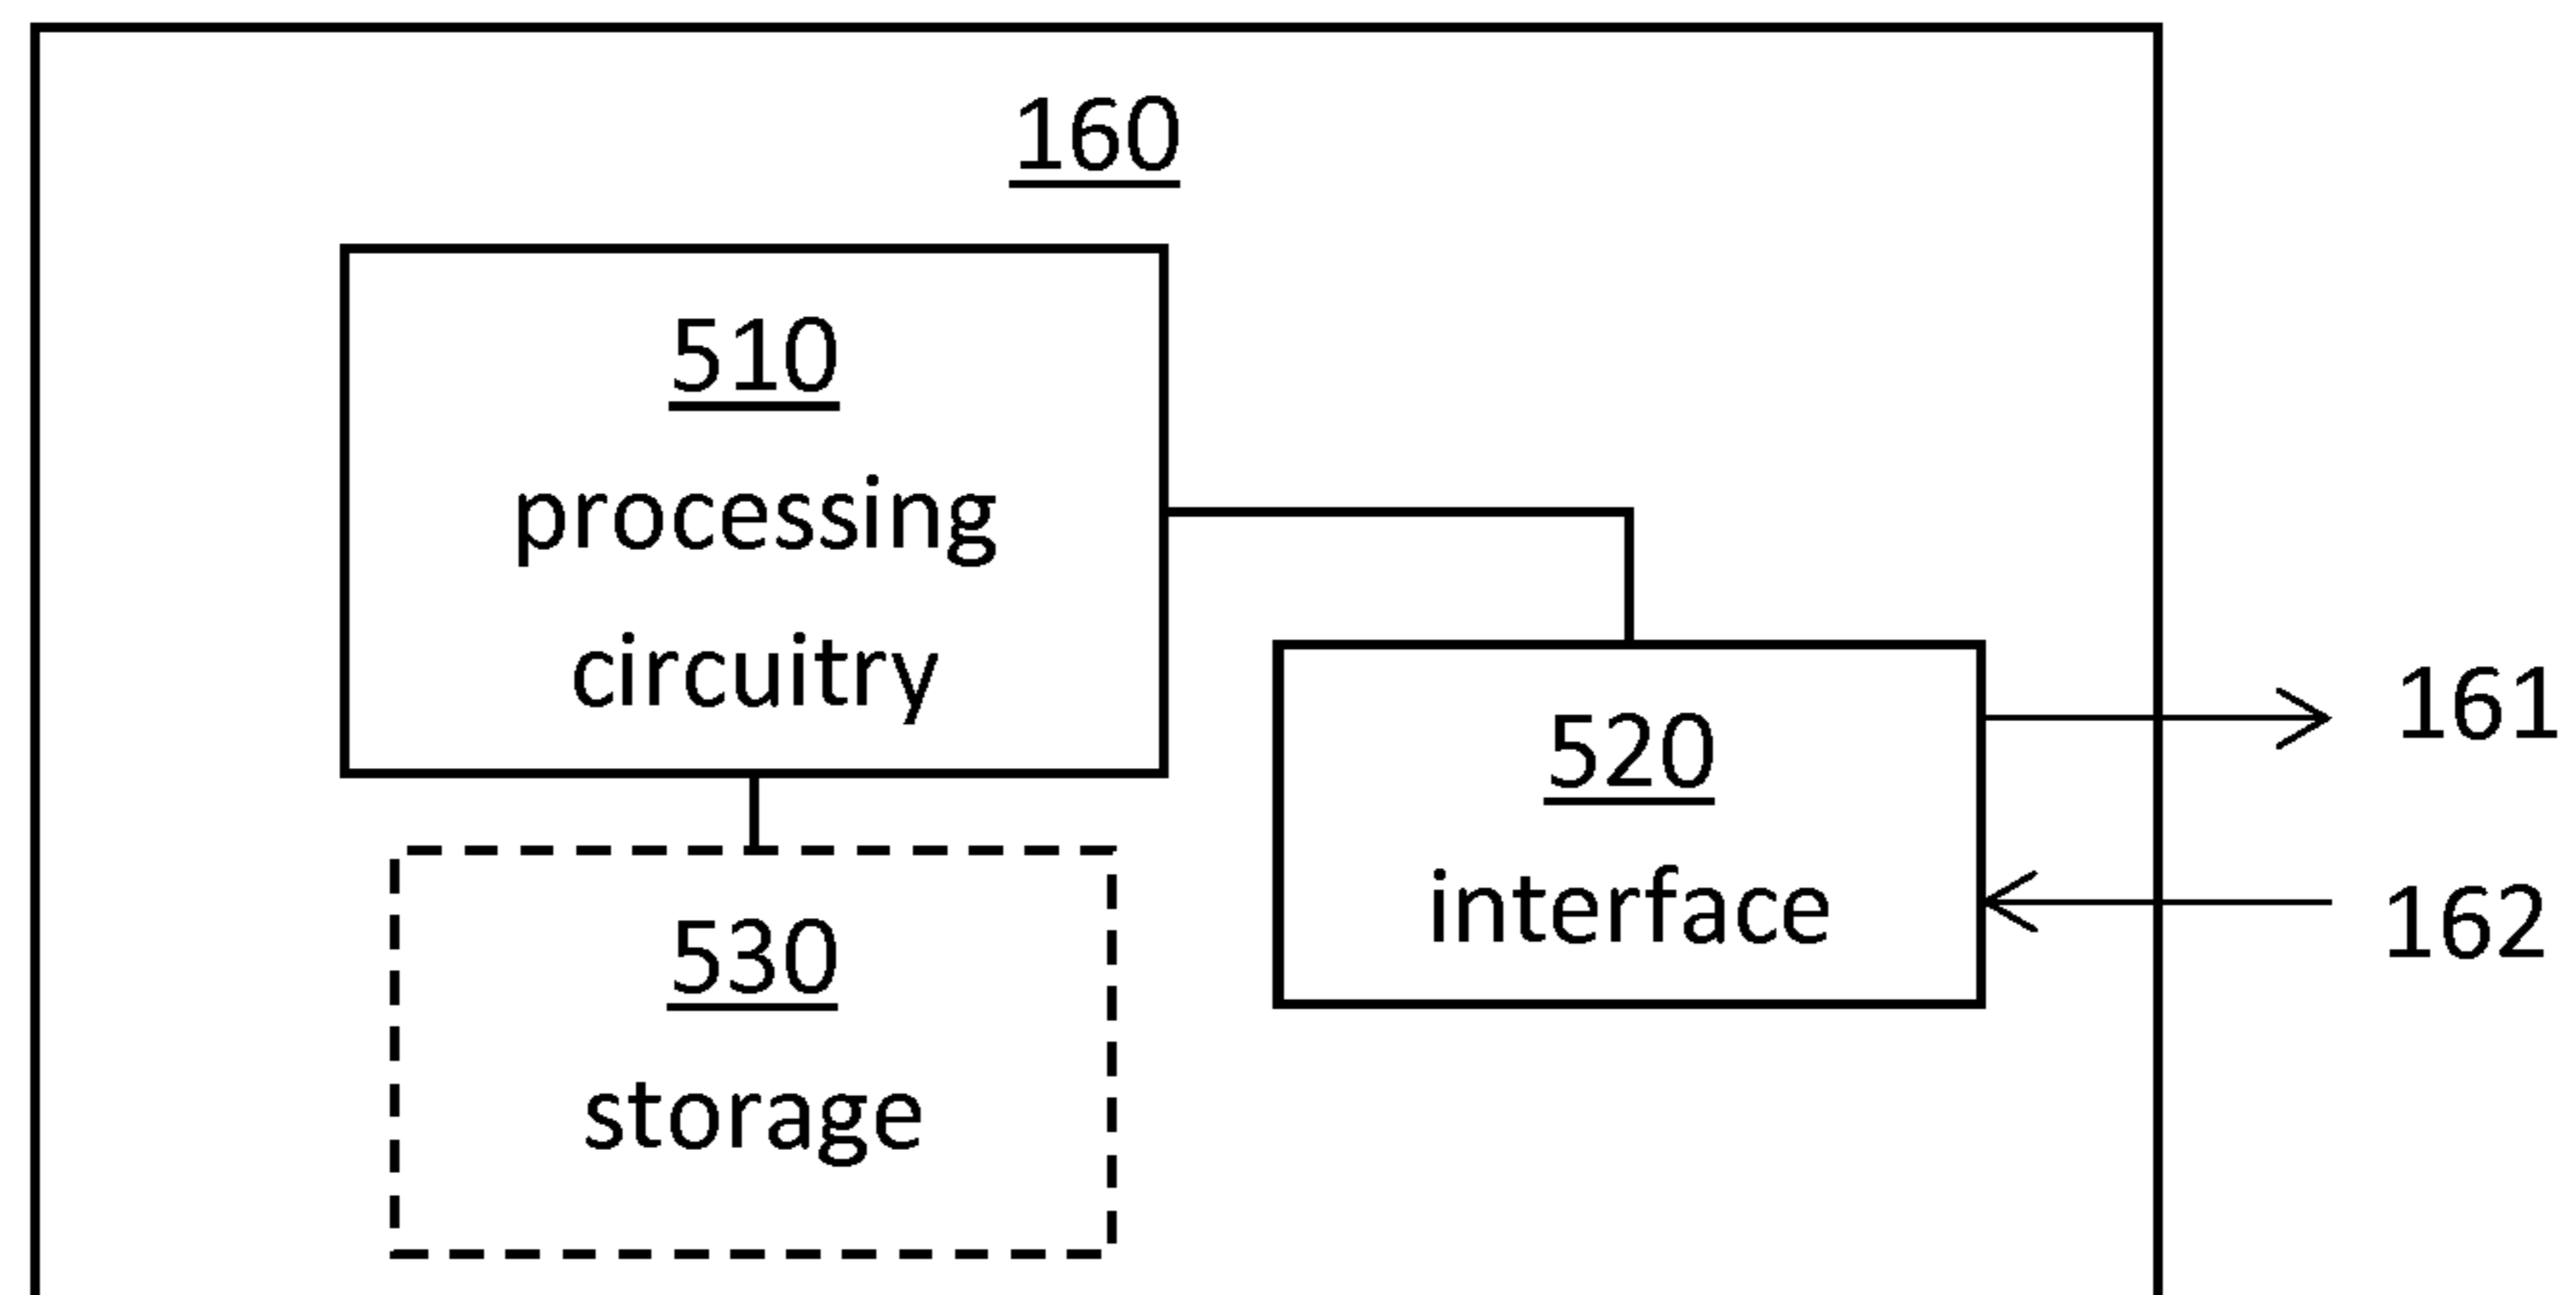 160
510
processing
circuitry
520
interface
530
storage
161
162